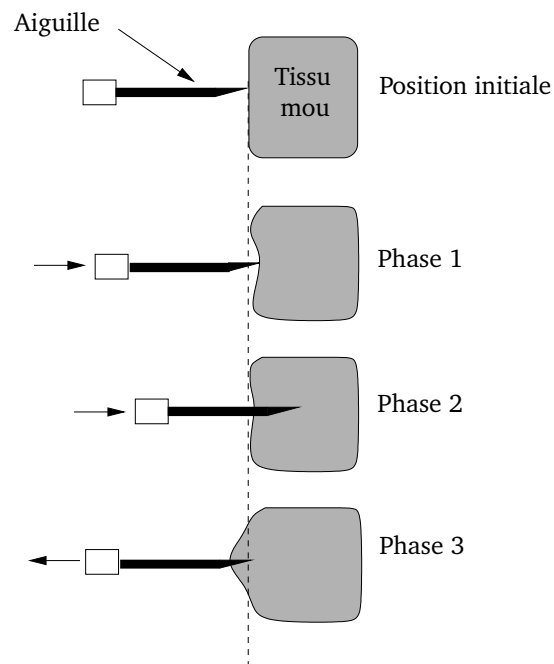 Aiguille
Tissu
mou
Position initiale
Phase 1
Phase 2
Phase 3